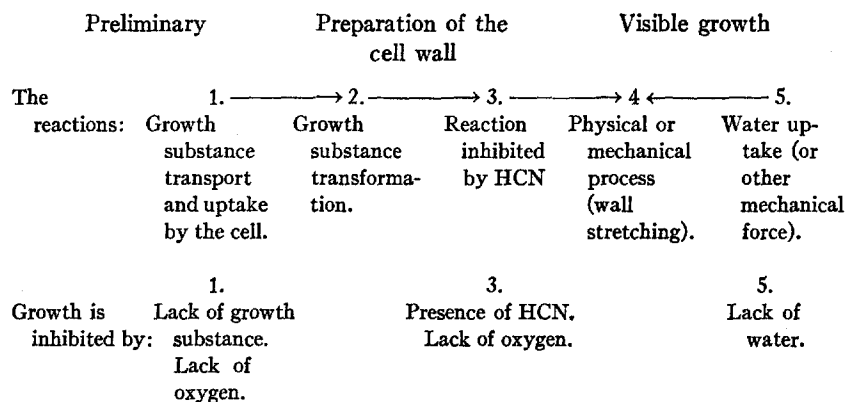 Preliminary Preparation of the Visible growth
cell wall
The 1. 2. 3. 4 5.
reactions: Growth Growth Reaction Physical or Water up-
substance substance inhibited mechanical take (or
transport transforma- by HCN process other
and uptake tion. (wall mechanical
by the cell. stretching). force).
1. 3. 5.
Growth is Lack of growth Presence of HCN. Lack of
inhibited by: substance. Lack of oxygen. water.
Lack of
oxygen.